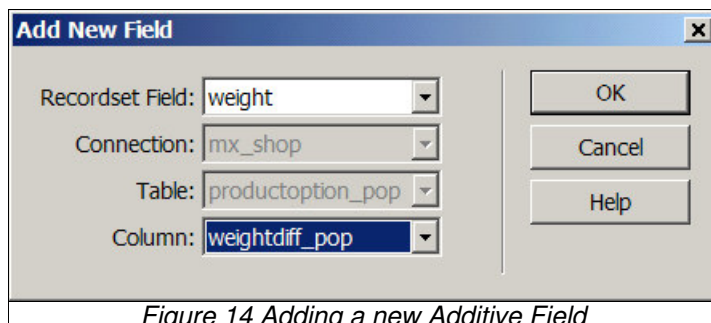 Add New Field
Recordset Field: weight
Connection: mx_shop
Table: productoption_pop
Column: weightdiff_pop
OK
Cancel
Help
Figure 14 Adding a new Additive Field